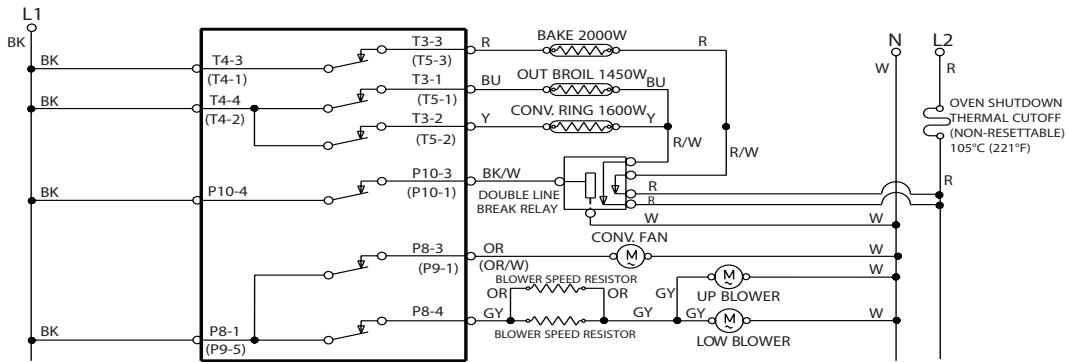 L1
N
L2
BK
BAKE 2000W
R
R
T3-3
(T5-3)
W
R
BK
T4-3
(T4-1)
T3-1
(T5-1)
BU
OUT BROIL 1450W
BU
OVEN SHUTDOWN
THERMAL CUTOFF
(NON-RESETTABLE)
105°C (221°F)
BK
T4-4
(T4-2)
T3-2
(T5-2)
Y
CONV. RING 1600W
Y
R/W
R/W
BK
P10-4
P10-3
(P10-1)
BK/W
DOUBLE LINE
BREAK RELAY
R
R
R
W
W
CONV. FAN
P8-3
(P9-1)
OR
(OR/W)
M
W
BLOWER SPEED RESISTOR
OR
OR
GY
M
W
UP BLOWER
BK
P8-1
(P9-5)
P8-4
GY
GY
GY
M
W
BLOWER SPEED RESISTOR
LOW BLOWER